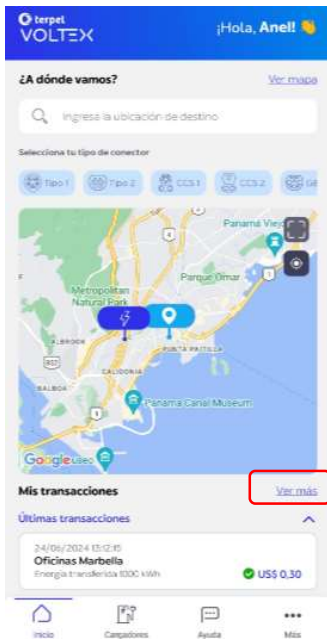 terpel
VOLTEX
¡Hola, Anel! 👋
¿A dónde vamos?
Ver mapa
Ingresa la ubicación de destino
Selecciona tu tipo de conector
Tipo 1
Tipo 2
CCS 1
CCS 2
Panamá Viejo
Parque Omar
Metropolitan
Natural Park
ALBROOK
PUNTA PAITILLA
CALIDONIA
BALBOA
Panama Canal Museum
Google
Mis transacciones
Ver más
Últimas transacciones
24/06/2024
Oficinas Marbella
Energía transferida kWh
US$ 0,30
Inicio
Cargadores
Ayuda
Más